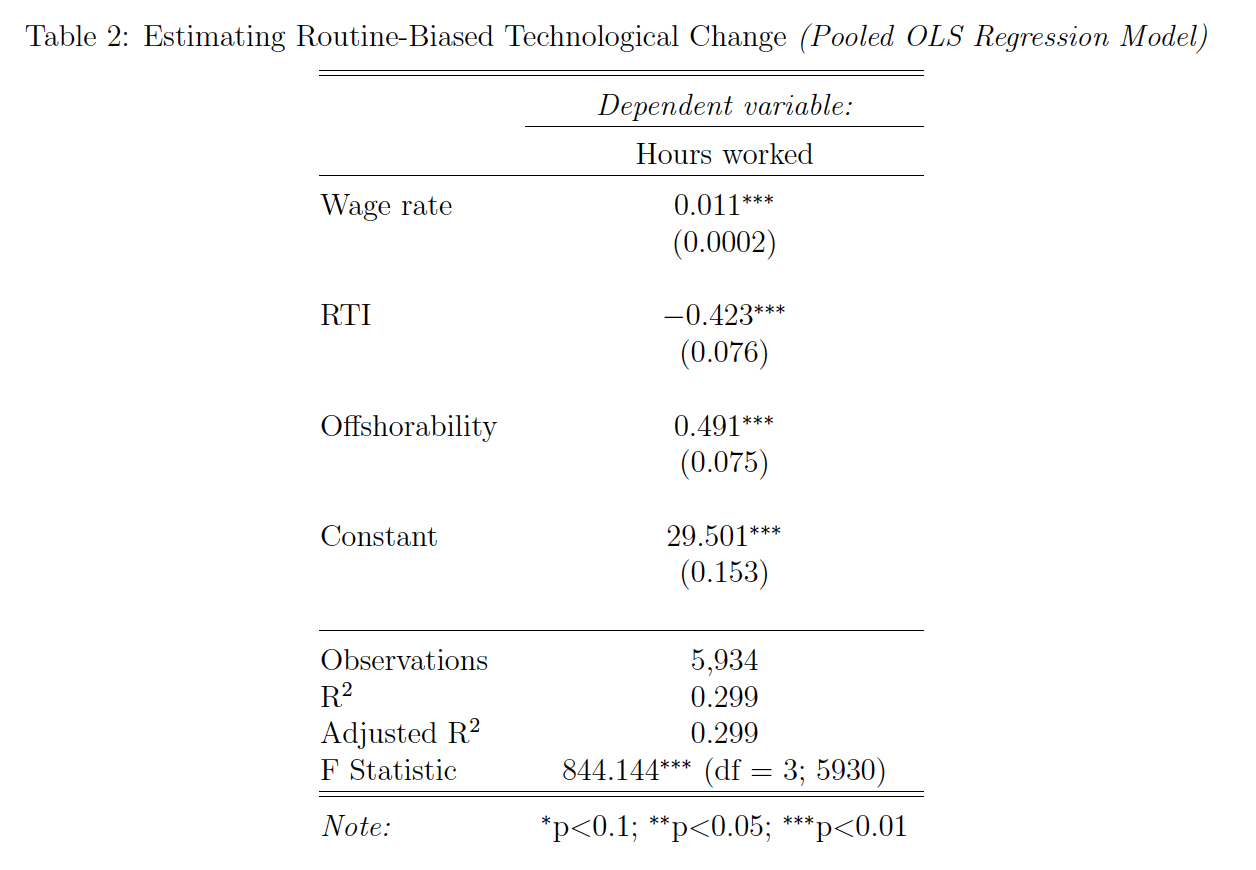 Table 2: Estimating Routine-Biased Technological Change (Pooled OLS Regression Model)
Dependent variable:
Hours worked
Wage rate 0.011***
(0.0002)
RTI −0.423***
(0.076)
Offshorability 0.491***
(0.075)
Constant 29.501***
(0.153)
Observations 5,934
R² 0.299
Adjusted R² 0.299
F Statistic 844.144*** (df = 3; 5930)
Note: *p<0.1; **p<0.05; ***p<0.01